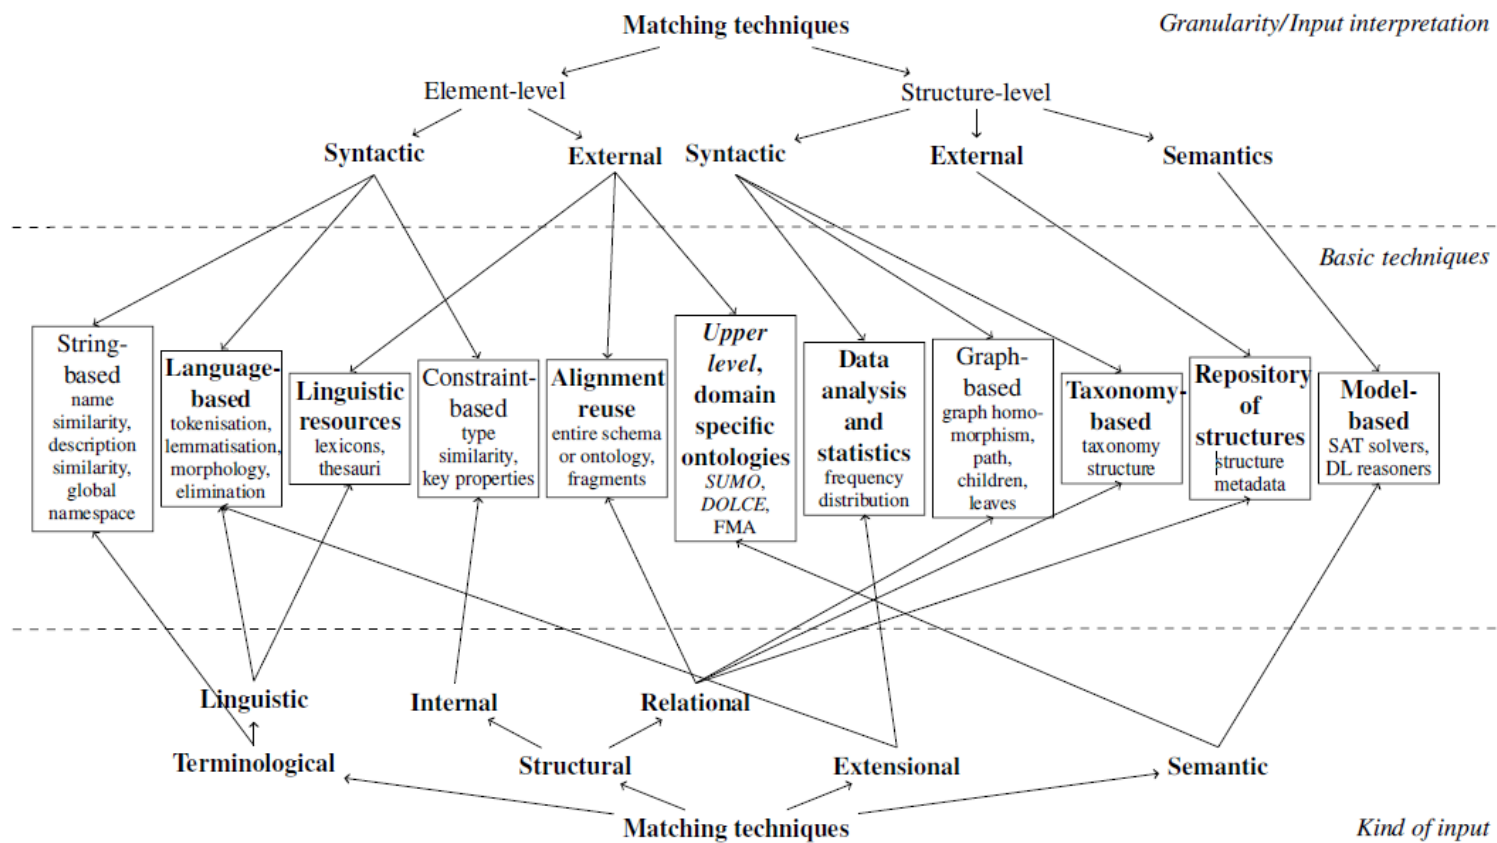 Matching techniques
Granularity/Input interpretation
Element-level
Structure-level
Syntactic
External
Syntactic
External
Semantics
Basic techniques
String-
based
name
similarity,
description
similarity,
global
namespace
Language-
based
tokenisation,
lemmatisation,
morphology,
elimination
Linguistic
resources
lexicons,
thesauri
Constraint-
based
type
similarity,
key properties
Alignment
reuse
entire schema
or ontology,
fragments
Upper
level,
domain
specific
ontologies
SUMO,
DOLCE,
FMA
Data
analysis
and
statistics
frequency
distribution
Graph-
based
graph homo-
morphism,
path,
children,
leaves
Taxonomy-
based
taxonomy
structure
Repository
of
structures
structure
metadata
Model-
based
SAT solvers,
DL reasoners
Linguistic
Internal
Relational
Terminological
Structural
Extensional
Semantic
Matching techniques
Kind of input